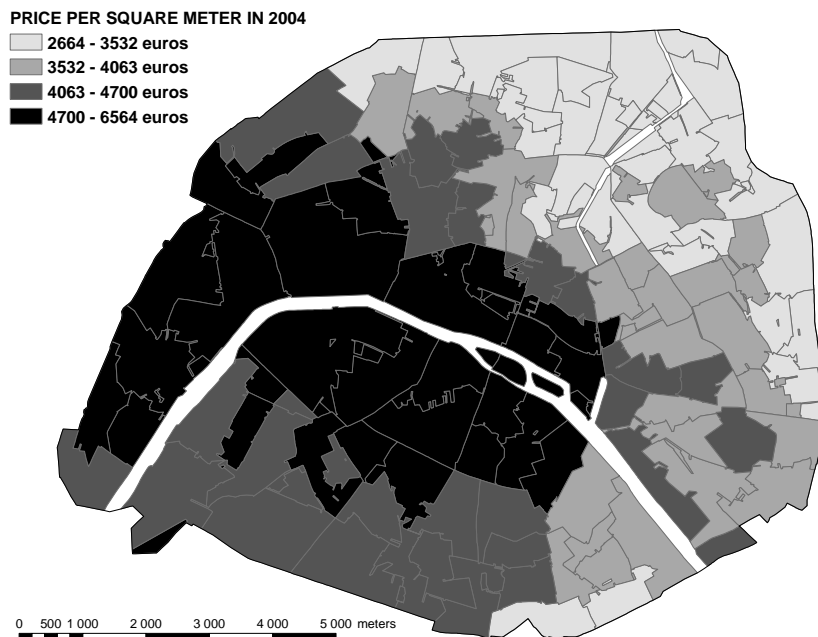 PRICE PER SQUARE METER IN 2004
2664 - 3532 euros
3532 - 4063 euros
4063 - 4700 euros
4700 - 6564 euros
0 500 1 000 2 000 3 000 4 000 5 000 meters